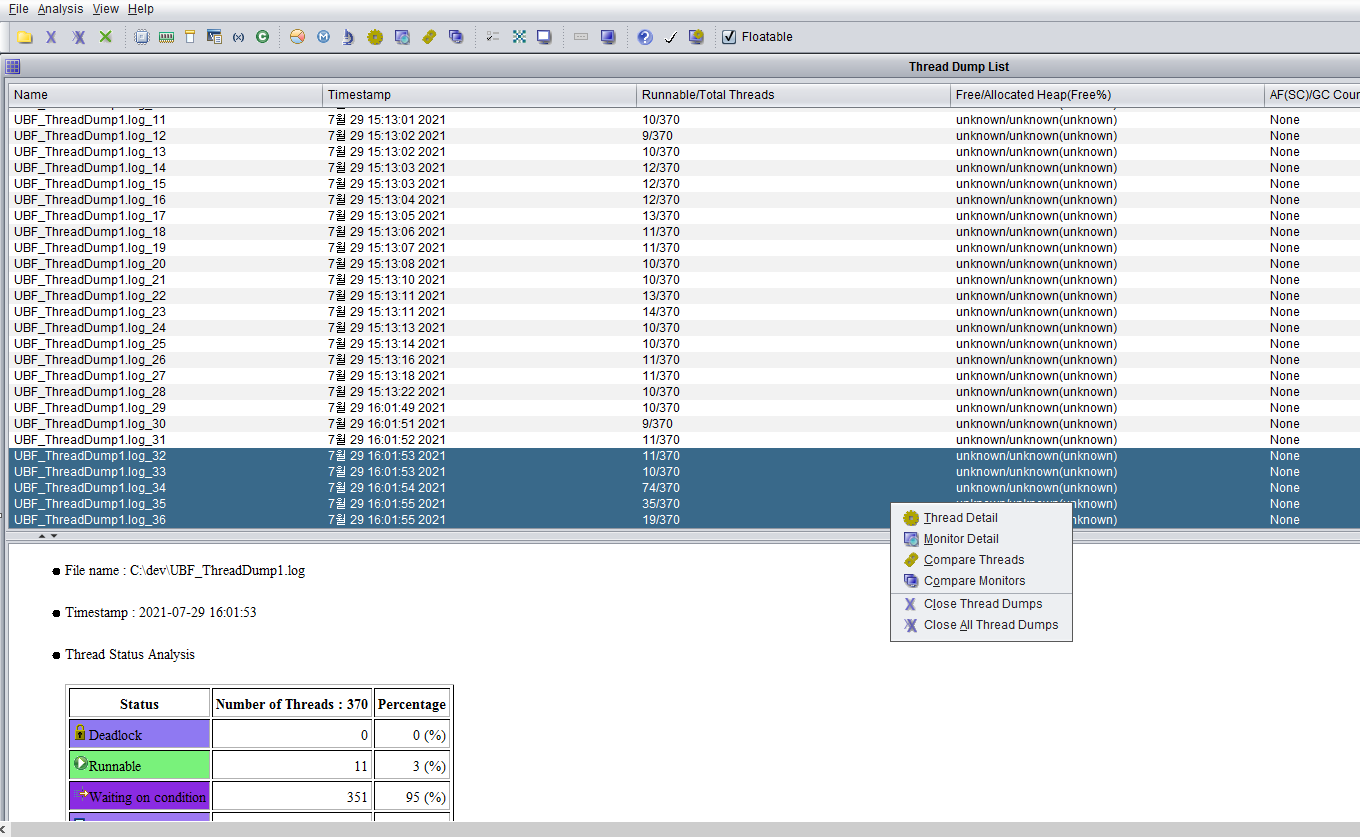 File Analysis View Help
Floatable
Thread Dump List
Name Timestamp Runnable/Total Threads Free/Allocated Heap(Free%) AF(SC)/GC Cour
UBF_ThreadDump1.log_11 7월 29 15:13:01 2021 10/370 unknown/unknown(unknown) None
UBF_ThreadDump1.log_12 7월 29 15:13:02 2021 9/370 unknown/unknown(unknown) None
UBF_ThreadDump1.log_13 7월 29 15:13:02 2021 10/370 unknown/unknown(unknown) None
UBF_ThreadDump1.log_14 7월 29 15:13:03 2021 12/370 unknown/unknown(unknown) None
UBF_ThreadDump1.log_15 7월 29 15:13:03 2021 12/370 unknown/unknown(unknown) None
UBF_ThreadDump1.log_16 7월 29 15:13:04 2021 12/370 unknown/unknown(unknown) None
UBF_ThreadDump1.log_17 7월 29 15:13:05 2021 13/370 unknown/unknown(unknown) None
UBF_ThreadDump1.log_18 7월 29 15:13:06 2021 11/370 unknown/unknown(unknown) None
UBF_ThreadDump1.log_19 7월 29 15:13:07 2021 11/370 unknown/unknown(unknown) None
UBF_ThreadDump1.log_20 7월 29 15:13:08 2021 10/370 unknown/unknown(unknown) None
UBF_ThreadDump1.log_21 7월 29 15:13:10 2021 10/370 unknown/unknown(unknown) None
UBF_ThreadDump1.log_22 7월 29 15:13:11 2021 13/370 unknown/unknown(unknown) None
UBF_ThreadDump1.log_23 7월 29 15:13:11 2021 14/370 unknown/unknown(unknown) None
UBF_ThreadDump1.log_24 7월 29 15:13:13 2021 10/370 unknown/unknown(unknown) None
UBF_ThreadDump1.log_25 7월 29 15:13:14 2021 10/370 unknown/unknown(unknown) None
UBF_ThreadDump1.log_26 7월 29 15:13:16 2021 11/370 unknown/unknown(unknown) None
UBF_ThreadDump1.log_27 7월 29 15:13:18 2021 11/370 unknown/unknown(unknown) None
UBF_ThreadDump1.log_28 7월 29 15:13:22 2021 10/370 unknown/unknown(unknown) None
UBF_ThreadDump1.log_29 7월 29 16:01:49 2021 10/370 unknown/unknown(unknown) None
UBF_ThreadDump1.log_30 7월 29 16:01:51 2021 9/370 unknown/unknown(unknown) None
UBF_ThreadDump1.log_31 7월 29 16:01:52 2021 11/370 unknown/unknown(unknown) None
UBF_ThreadDump1.log_32 7월 29 16:01:53 2021 11/370 unknown/unknown(unknown) None
UBF_ThreadDump1.log_33 7월 29 16:01:53 2021 10/370 unknown/unknown(unknown) None
UBF_ThreadDump1.log_34 7월 29 16:01:54 2021 74/370 unknown/unknown(unknown) None
UBF_ThreadDump1.log_35 7월 29 16:01:55 2021 35/370 unknown/unknown(unknown) None
UBF_ThreadDump1.log_36 7월 29 16:01:55 2021 19/370 nknown) None
Thread Detail
Monitor Detail
Compare Threads
Compare Monitors
Close Thread Dumps
Close All Thread Dumps
● File name : C:\dev\UBF_ThreadDump1.log
● Timestamp : 2021-07-29 16:01:53
● Thread Status Analysis
Status Number of Threads : 370 Percentage
Deadlock 0 0 (%)
Runnable 11 3 (%)
Waiting on condition 351 95 (%)